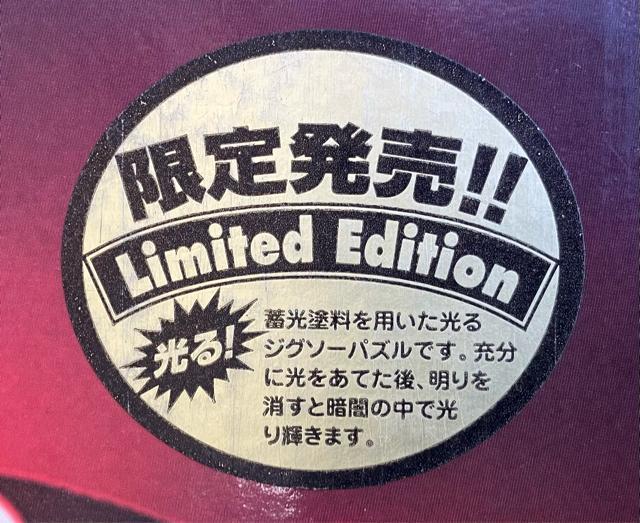 限定発売!!
Limited Edition
光る!
蓄光塗料を用いた光る
ジグソーパズルです。充分
に光をあてた後、明りを
消すと暗闇の中で光
り輝きます。